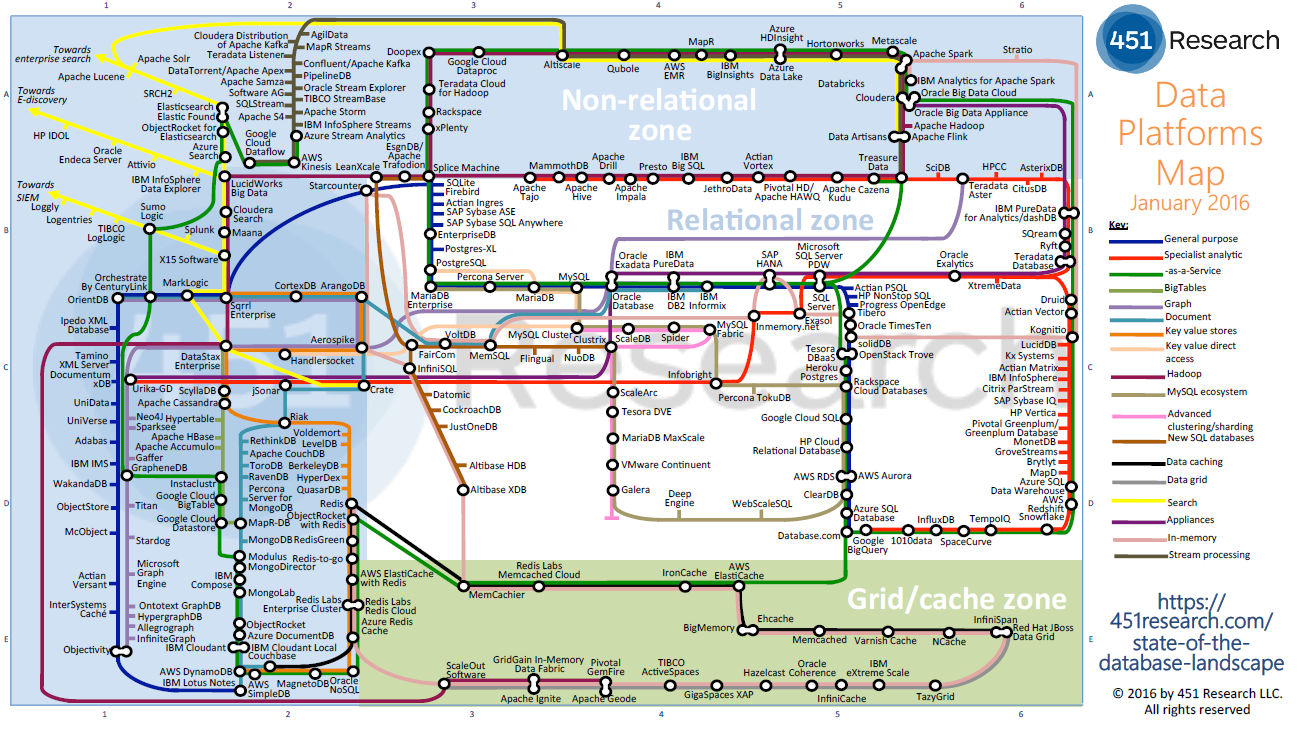 1 2 3 4 5 6
451 Research
Data
Platforms
Map
January 2016
Key:
General purpose
Specialist analytic
-as-a-Service
BigTables
Graph
Document
Key value stores
Key value direct
access
Hadoop
MySQL ecosystem
Advanced
clustering/sharding
New SQL databases
Data caching
Data grid
Search
Appliances
In-memory
Stream processing
https://
451research.com/
state-of-the-
database-landscape
© 2016 by 451 Research LLC.
All rights reserved
A
B
C
D
E
Non-relational
zone
Relational zone
Grid/cache zone
451 Research
Towards
enterprise search
Apache Solr
Apache Lucene
SRCH2
Towards
E-discovery
HP IDOL
Oracle
Endeca Server
Attivio
IBM InfoSphere
Data Explorer
Towards
SIEM
Loggly
Logentries
Sumo
Logic
TIBCO
LogLogic
Splunk
X15 Software
Elasticsearch
Elastic Found
ObjectRocket for
Elasticsearch
Azure
Search
Google
Cloud
Dataflow
AWS
Kinesis
Cloudera Distribution
of Apache Kafka
Teradata Listener
DataTorrent/Apache Apex
Apache Samza
Software AG
SQLStream
Apache S4
AgilData
MapR Streams
Confluent/Apache Kafka
PipelineDB
Oracle Stream Explorer
TIBCO StreamBase
Apache Storm
IBM InfoSphere Streams
Azure Stream Analytics
LucidWorks
Big Data
Cloudera
Search
Maana
LeanXcale
Starcounter
EsgnDB/
Apache
Trafodion
Splice Machine
Doopex
Google Cloud
Dataproc
Teradata Cloud
for Hadoop
Rackspace
xPlenty
Altiscale
Qubole
AWS
EMR
MapR
IBM
BigInsights
Azure
HDInsight
Azure
Data Lake
Hortonworks
Metascale
Apache Spark
Stratio
Databricks
IBM Analytics for Apache Spark
Cloudera
Oracle Big Data Cloud
Oracle Big Data Appliance
Apache Hadoop
Data Artisans
Apache Flink
Treasure
Data
MammothDB
Apache
Tajo
Apache
Hive
Apache
Drill
Apache
Impala
Presto
IBM
Big SQL
JethroData
Actian
Vortex
Pivotal HD/
Apache HAWQ
Apache
Kudu
Cazena
SciDB
Teradata
Aster
HPCC
CitusDB
AsterixDB
IBM PureData
for Analytics/dashDB
SQream
Ryft
Teradata
Database
XtremeData
Oracle
Exalytics
SQLite
Firebird
Actian Ingres
SAP Sybase ASE
SAP Sybase SQL Anywhere
EnterpriseDB
Postgres-XL
PostgreSQL
MariaDB
Enterprise
Percona Server
MariaDB
MySQL
Oracle
Exadata
Oracle
Database
IBM
PureData
IBM
DB2
IBM
Informix
SAP
HANA
Microsoft
SQL Server
PDW
SQL
Server
Exasol
Inmemory.net
Actian PSQL
HP NonStop SQL
Progress OpenEdge
Tibero
Oracle TimesTen
solidDB
OpenStack Trove
Tesora
DBaaS
Heroku
Postgres
Rackspace
Cloud Databases
Google Cloud SQL
HP Cloud
Relational Database
AWS RDS
AWS Aurora
ClearDB
Azure SQL
Database
Database.com
Google
BigQuery
1010data
InfluxDB
SpaceCurve
TempoIQ
Snowflake
AWS
Redshift
Azure SQL
Data Warehouse
Druid
Actian Vector
Kognitio
LucidDB
Kx Systems
Actian Matrix
IBM InfoSphere
Citrix ParStream
SAP Sybase IQ
HP Vertica
Pivotal Greenplum/
Greenplum Database
MonetDB
GroveStreams
Brytlyt
MapD
Orchestrate
By CenturyLink
MarkLogic
OrientDB
Ipedo XML
Database
Tamino
XML Server
Documentum
xDB
UniData
UniVerse
Adabas
IBM IMS
WakandaDB
ObjectStore
McObject
Actian
Versant
InterSystems
Caché
Objectivity
Sqrrl
Enterprise
CortexDB
ArangoDB
DataStax
Enterprise
Aerospike
Handlersocket
Urika-GD
ScyllaDB
Apache Cassandra
jSonar
Crate
Riak
Neo4J
Sparksee
Hypertable
Apache HBase
Apache Accumulo
Gaffer
GrapheneDB
Titan
Stardog
Microsoft
Graph
Engine
Ontotext GraphDB
HypergraphDB
Allegrograph
InfiniteGraph
Instaclustr
Google Cloud
BigTable
Google Cloud
Datastore
RethinkDB
Apache CouchDB
ToroDB
RavenDB
Percona
Server for
MongoDB
MapR-DB
MongoDB
Modulus
MongoDirector
IBM
Compose
MongoLab
ObjectRocket
Azure DocumentDB
IBM Cloudant
IBM Cloudant Local
Couchbase
AWS DynamoDB
IBM Lotus Notes
AWS
SimpleDB
MagnetoDB
Oracle
NoSQL
Voldemort
LevelDB
BerkeleyDB
HyperDex
QuasarDB
Redis
ObjectRocket
with Redis
RedisGreen
Redis-to-go
AWS ElastiCache
with Redis
Redis Labs
Enterprise Cluster
Redis Labs
Redis Cloud
Azure Redis
Cache
FairCom
InfiniSQL
VoltDB
MemSQL
MySQL Cluster
Flingual
NuoDB
Clustrix
ScaleDB
Spider
MySQL
Fabric
Datomic
CockroachDB
JustOneDB
Altibase HDB
Altibase XDB
ScaleArc
Tesora DVE
MariaDB MaxScale
VMware Continuent
Galera
Deep
Engine
WebScaleSQL
Infobright
Percona TokuDB
MemCachier
Redis Labs
Memcached Cloud
IronCache
AWS
ElastiCache
BigMemory
Ehcache
Memcached
Varnish Cache
NCache
InfiniSpan
Red Hat JBoss
Data Grid
ScaleOut
Software
GridGain In-Memory
Data Fabric
Apache Ignite
Pivotal
GemFire
Apache Geode
TIBCO
ActiveSpaces
GigaSpaces XAP
Hazelcast
Oracle
Coherence
InfiniCache
IBM
eXtreme Scale
TazyGrid
1 2 3 4 5 6